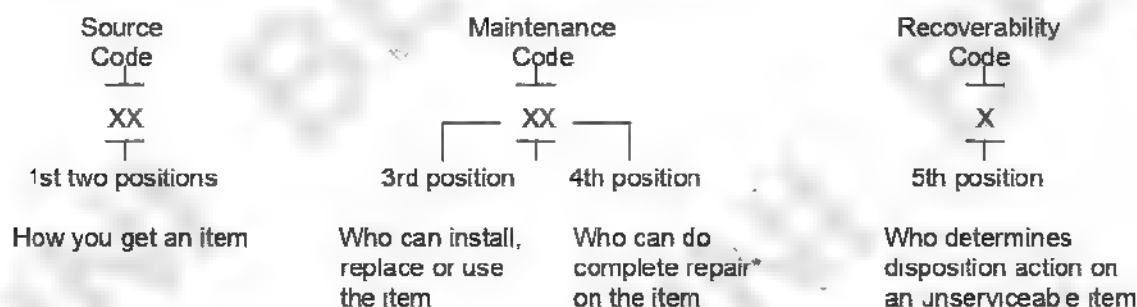 Source Maintenance Recoverability
Code Code Code
XX XX X
1st two positions 3rd position 4th position 5th position
How you get an item Who can install, Who can do Who determines
replace or use complete repair* disposition action on
the item on the item an unserviceable item